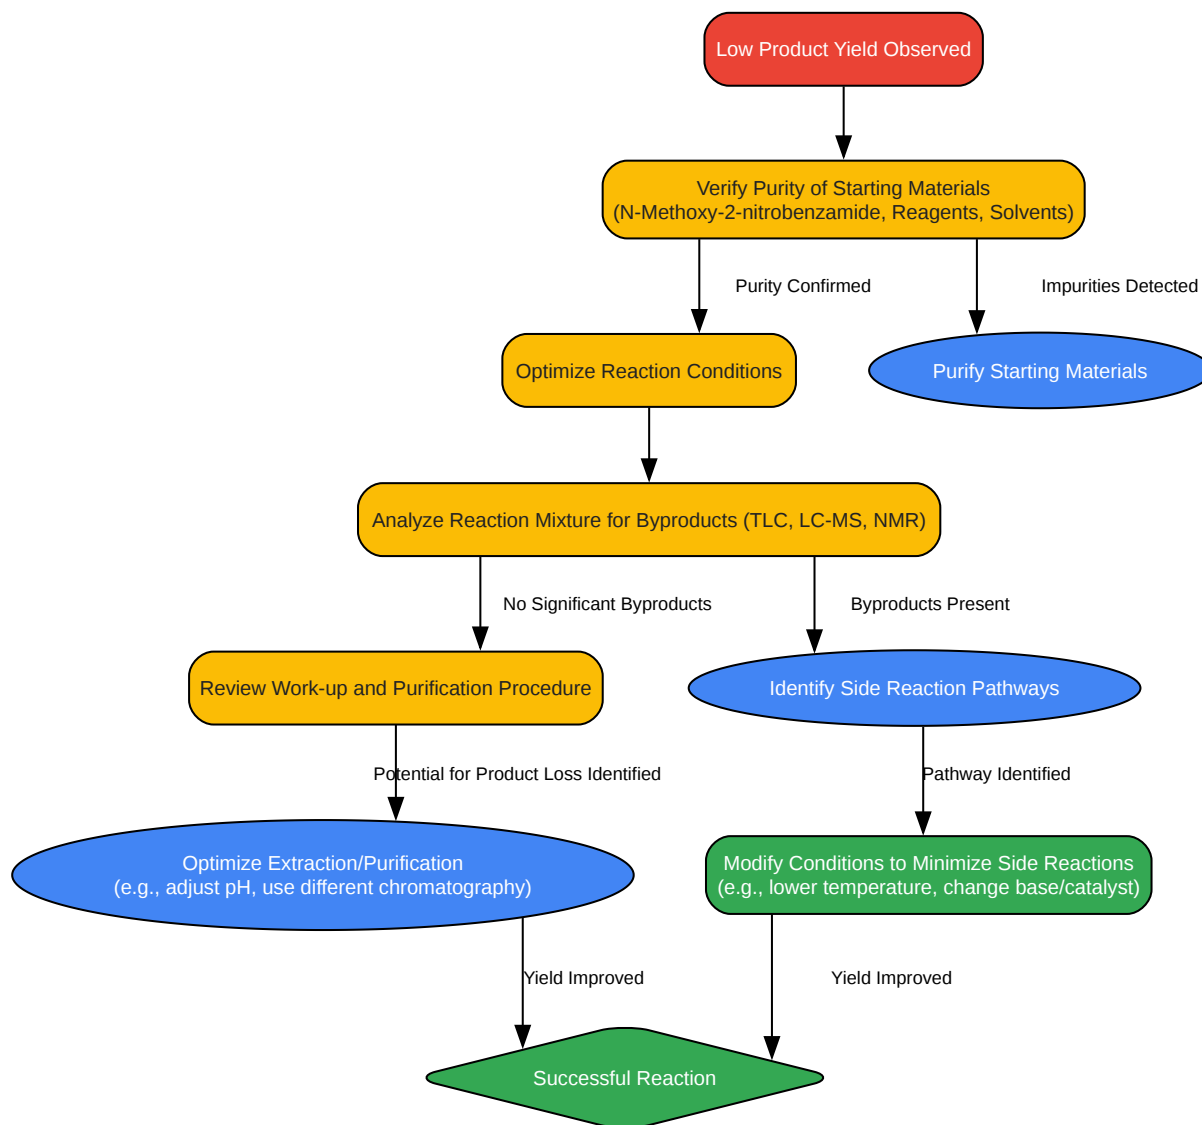 Low Product Yield Observed
Verify Purity of Starting Materials
(N-Methoxy-2-nitrobenzamide, Reagents, Solvents)
Purity Confirmed
Impurities Detected
Optimize Reaction Conditions
Purify Starting Materials
Analyze Reaction Mixture for Byproducts (TLC, LC-MS, NMR)
No Significant Byproducts
Byproducts Present
Review Work-up and Purification Procedure
Identify Side Reaction Pathways
Potential for Product Loss Identified
Pathway Identified
Optimize Extraction/Purification
(e.g., adjust pH, use different chromatography)
Modify Conditions to Minimize Side Reactions
(e.g., lower temperature, change base/catalyst)
Yield Improved
Yield Improved
Successful Reaction